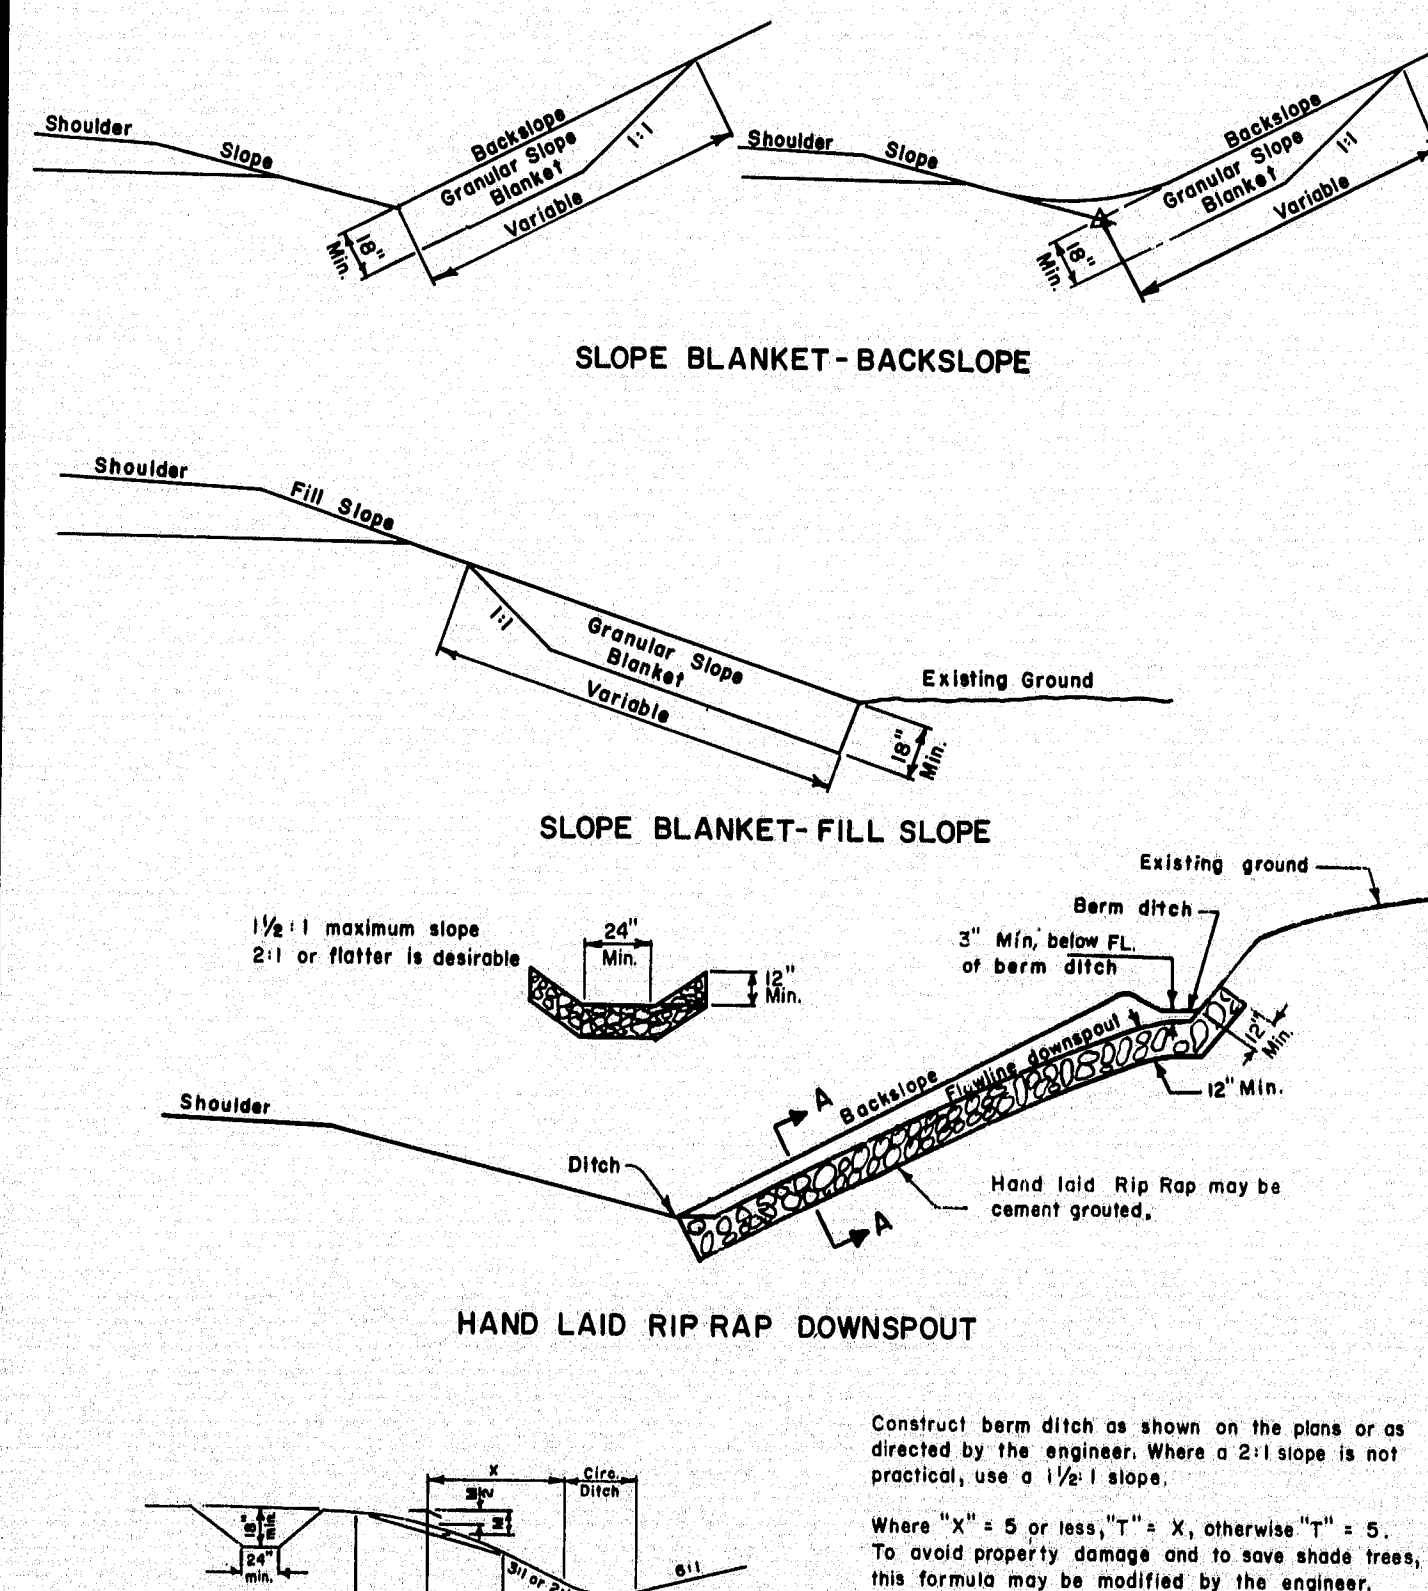 Shoulder
Slope
Backslope
Granular Slope
Blanket
1:1
Variable
18"
Min.
Shoulder
Slope
Backslope
Granular Slope
Blanket
1:1
Variable
18"
Min.
SLOPE BLANKET-BACKSLOPE
Shoulder
Fill Slope
1:1
Granular Slope
Blanket
Variable
Existing Ground
18"
Min.
SLOPE BLANKET-FILL SLOPE
1½:1 maximum slope
2:1 or flatter is desirable
24"
Min.
12"
Min.
Existing ground
Berm ditch
3" Min. below FL.
of berm ditch
12"
Min.
12" Min.
Flowline downspout
Backslope
A
A
Shoulder
Ditch
Hand laid Rip Rap may be
cement grouted.
HAND LAID RIP RAP DOWNSPOUT
Construct berm ditch as shown on the plans or as
directed by the engineer. Where a 2:1 slope is not
practical, use a 1½:1 slope.
Where "X" = 5 or less, "T" = X, otherwise "T" = 5.
To avoid property damage and to save shade trees,
this formula may be modified by the engineer.
X
Circ.
Ditch
18"
min.
24"
min.
3:1 or
6:1